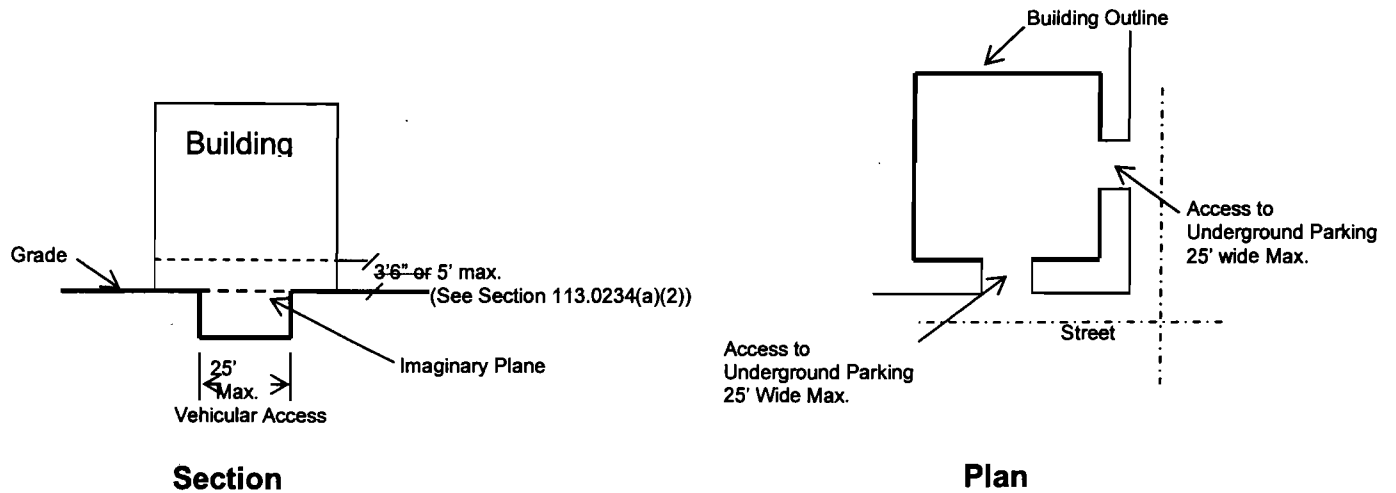 Building
Grade
3'6" or 5' max.
(See Section 113.0234(a)(2))
Imaginary Plane
25'
Max.
Vehicular Access
Section
Building Outline
Access to
Underground Parking
25' wide Max.
Street
Access to
Underground Parking
25' Wide Max.
Plan